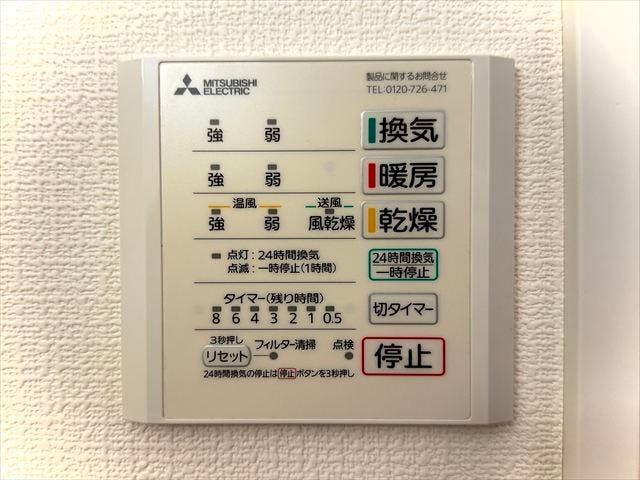 MITSUBISHI
ELECTRIC
製品に関するお問合せ
TEL:0120-726-471
強 弱 換気
強 弱 暖房
温風 送風
強 弱 風乾燥 乾燥
点灯：24時間換気
点滅：一時停止(1時間)
24時間換気
一時停止
タイマー(残り時間)
8 6 4 3 2 1 0.5
切タイマー
3秒押し
リセット フィルター清掃 点検
停止
24時間換気の停止は停止ボタンを3秒押し